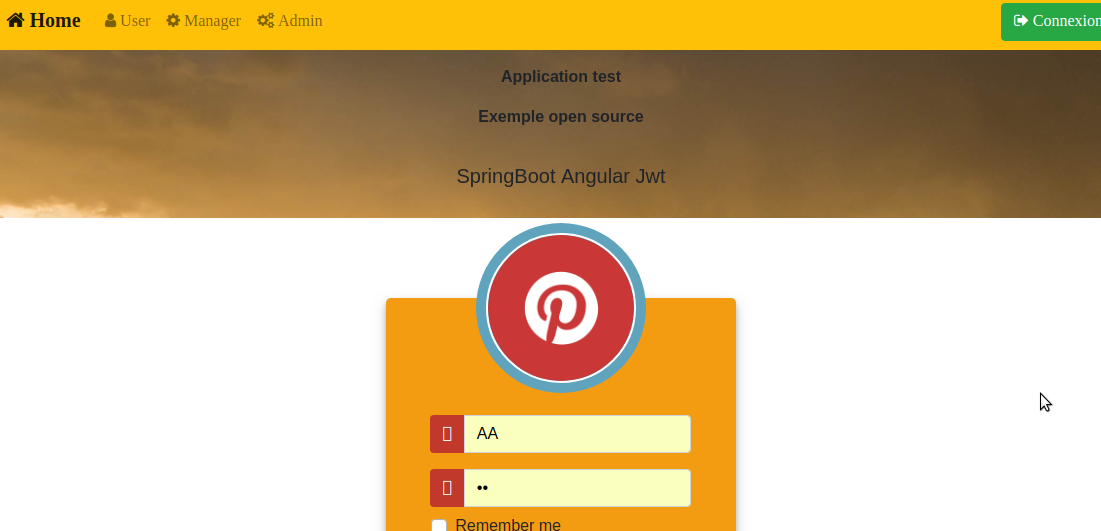 Home User Manager Admin Connexion
Application test
Exemple open source
SpringBoot Angular Jwt
AA
••
Remember me